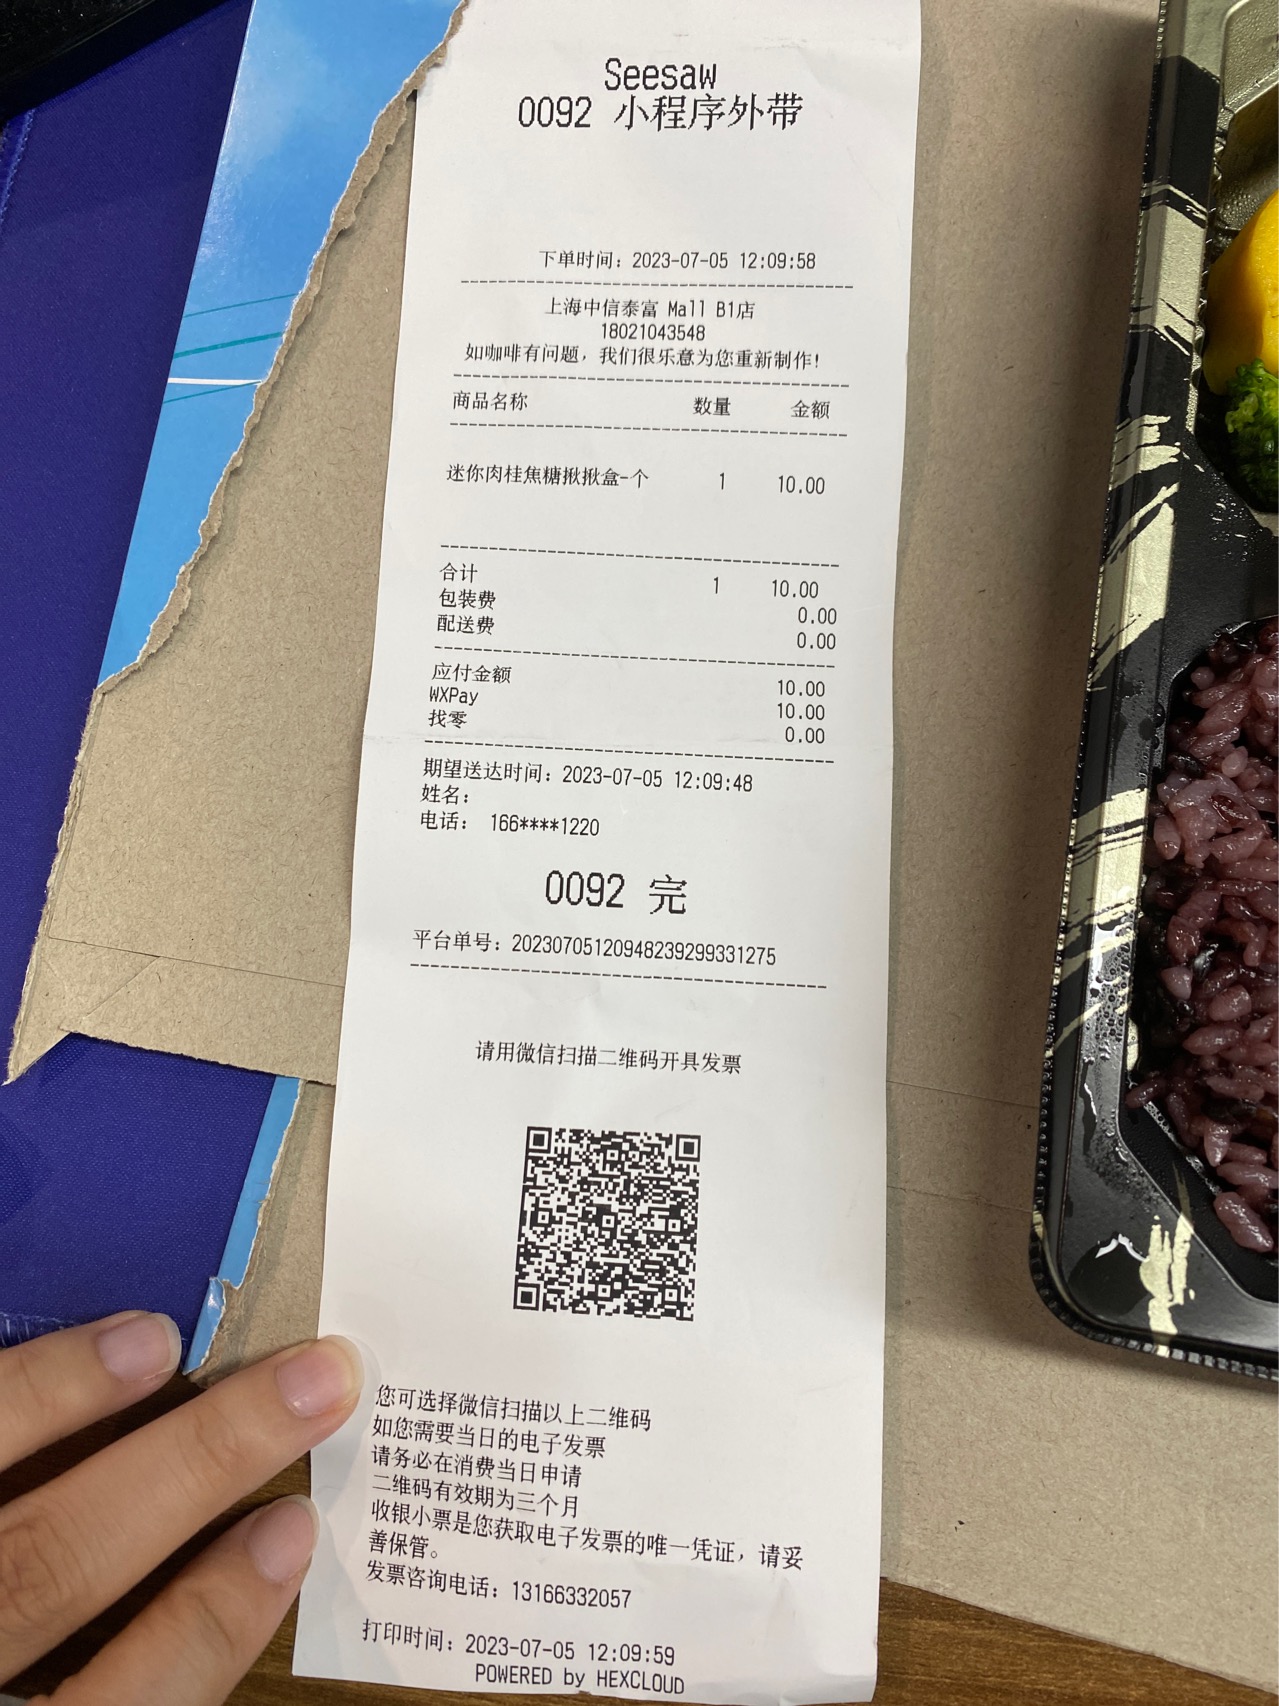 Seesaw
0092 小程序外带
下单时间：2023-07-05 12:09:58
上海中信泰富 Mall B1店
18021043548
如咖啡有问题，我们很乐意为您重新制作！
商品名称 数量 金额
迷你肉桂焦糖揪揪盒-个 1 10.00
合计 1 10.00
包装费 0.00
配送费 0.00
应付金额 10.00
WXPay 10.00
找零 0.00
期望送达时间：2023-07-05 12:09:48
姓名：
电话： 166****1220
0092 完
平台单号：20230705120948239299331275
请用微信扫描二维码开具发票
您可选择微信扫描以上二维码
如您需要当日的电子发票
请务必在消费当日申请
二维码有效期为三个月
收银小票是您获取电子发票的唯一凭证，请妥
善保管。
发票咨询电话：13166332057
打印时间：2023-07-05 12:09:59
POWERED by HEXCLOUD